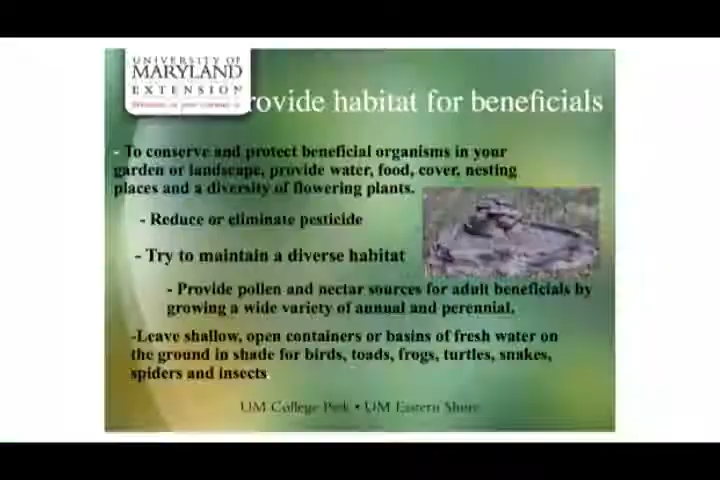 UNIVERSITY OF
MARYLAND
EXTENSION
rovide habitat for beneficials
- To conserve and protect beneficial organisms in your
garden or landscape, provide water, food, cover, nesting
places and a diversity of flowering plants.
- Reduce or eliminate pesticide
- Try to maintain a diverse habitat
- Provide pollen and nectar sources for adult beneficials by
growing a wide variety of annual and perennial.
-Leave shallow, open containers or basins of fresh water on
the ground in shade for birds, toads, frogs, turtles, snakes,
spiders and insects.
UM College Park • UM Eastern Shore